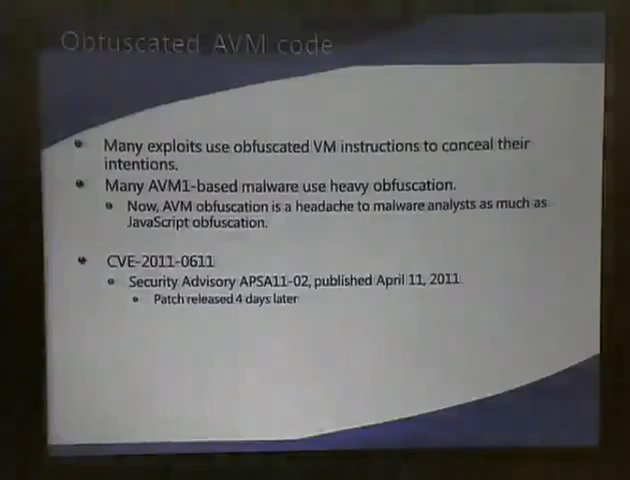 Obfuscated AVM code
Many exploits use obfuscated VM instructions to conceal their
intentions.
Many AVM1-based malware use heavy obfuscation.
Now, AVM obfuscation is a headache to malware analysts as much as
JavaScript obfuscation.
CVE-2011-0611
Security Advisory APSA11-02, published April 11, 2011
Patch released 4 days later